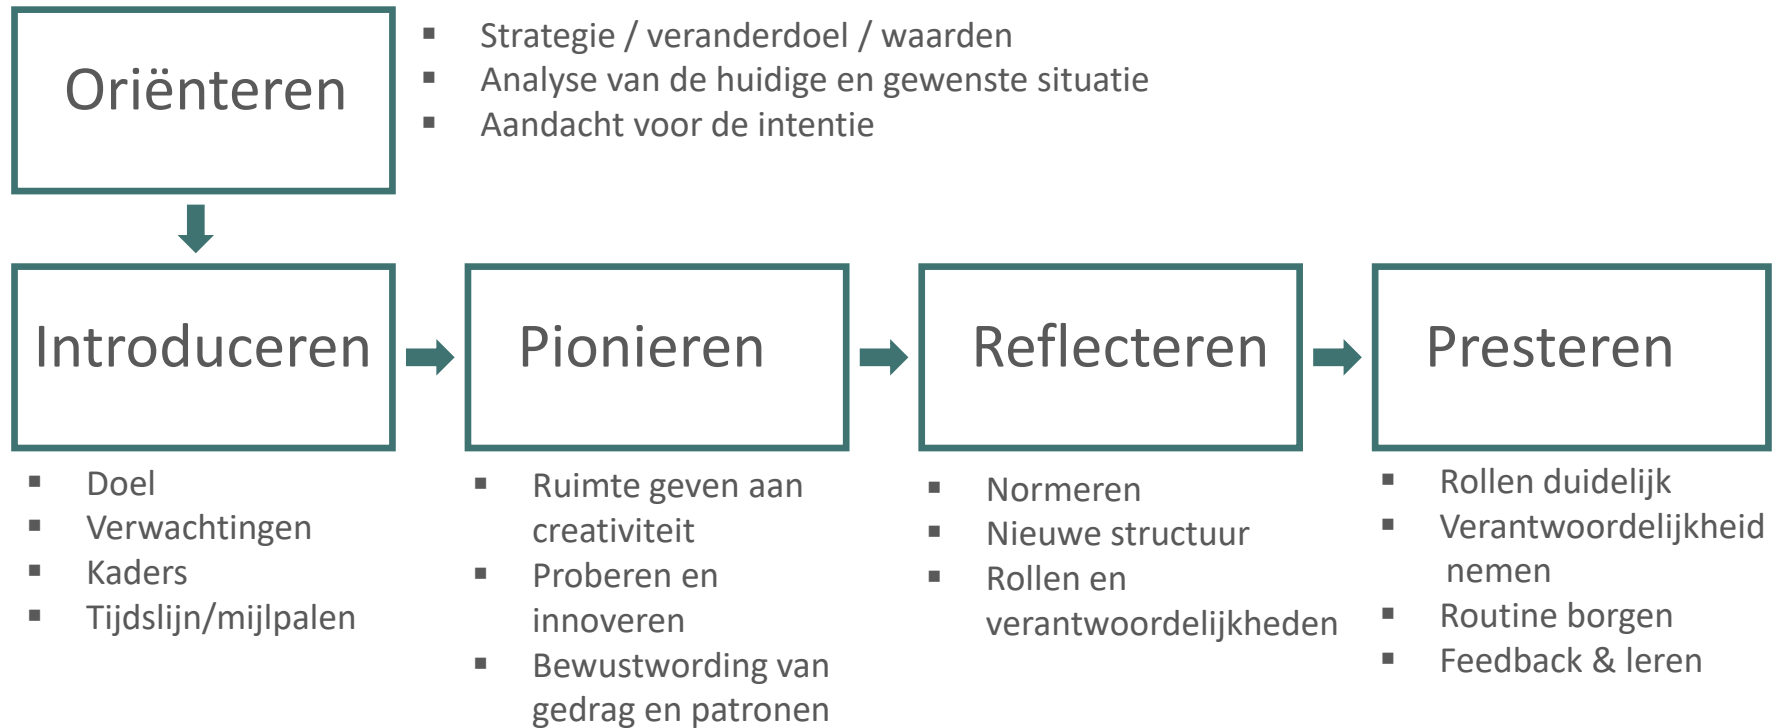 Oriënteren
▪ Strategie / veranderdoel / waarden
▪ Analyse van de huidige en gewenste situatie
▪ Aandacht voor de intentie
Introduceren
▪ Doel
▪ Verwachtingen
▪ Kaders
▪ Tijdslijn/mijlpalen
Pionieren
▪ Ruimte geven aan
creativiteit
▪ Proberen en
innoveren
▪ Bewustwording van
gedrag en patronen
Reflecteren
▪ Normeren
▪ Nieuwe structuur
▪ Rollen en
verantwoordelijkheden
Presteren
▪ Rollen duidelijk
▪ Verantwoordelijkheid
nemen
▪ Routine borgen
▪ Feedback & leren